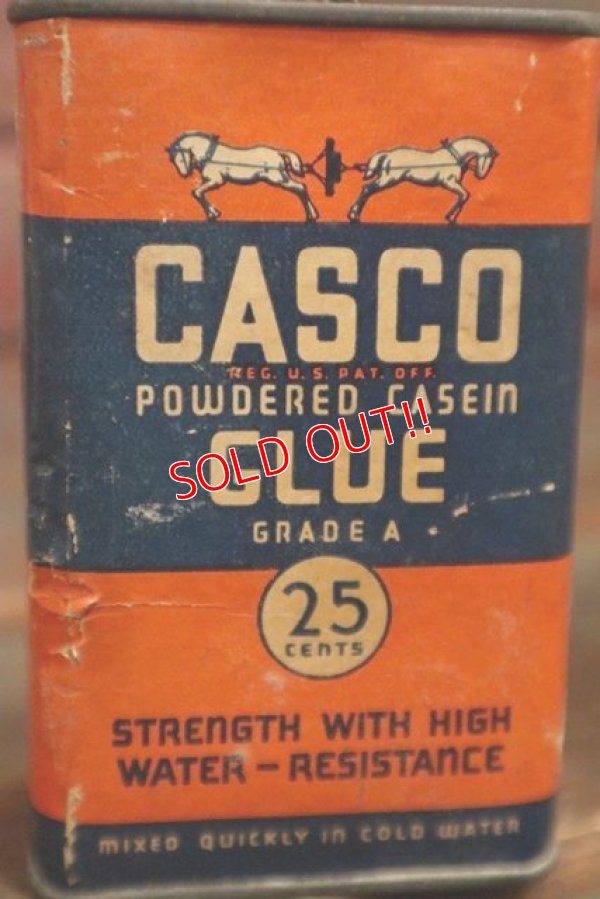 CASCO
REG. U.S. PAT. OFF.
POWDERED CASEIN
GLUE
SOLD OUT!!
GRADE A
25
CENTS
STRENGTH WITH HIGH
WATER-RESISTANCE
MIXED QUICKLY IN COLD WATER